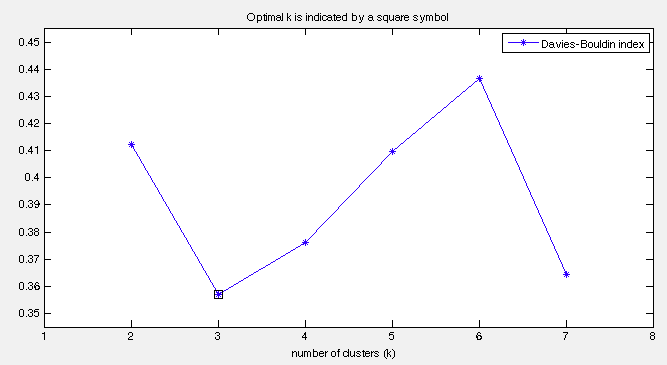 Optimal k is indicated by a square symbol
Davies-Bouldin index
0.45
0.44
0.43
0.42
0.41
0.4
0.39
0.38
0.37
0.36
0.35
1 2 3 4 5 6 7 8
number of clusters (k)